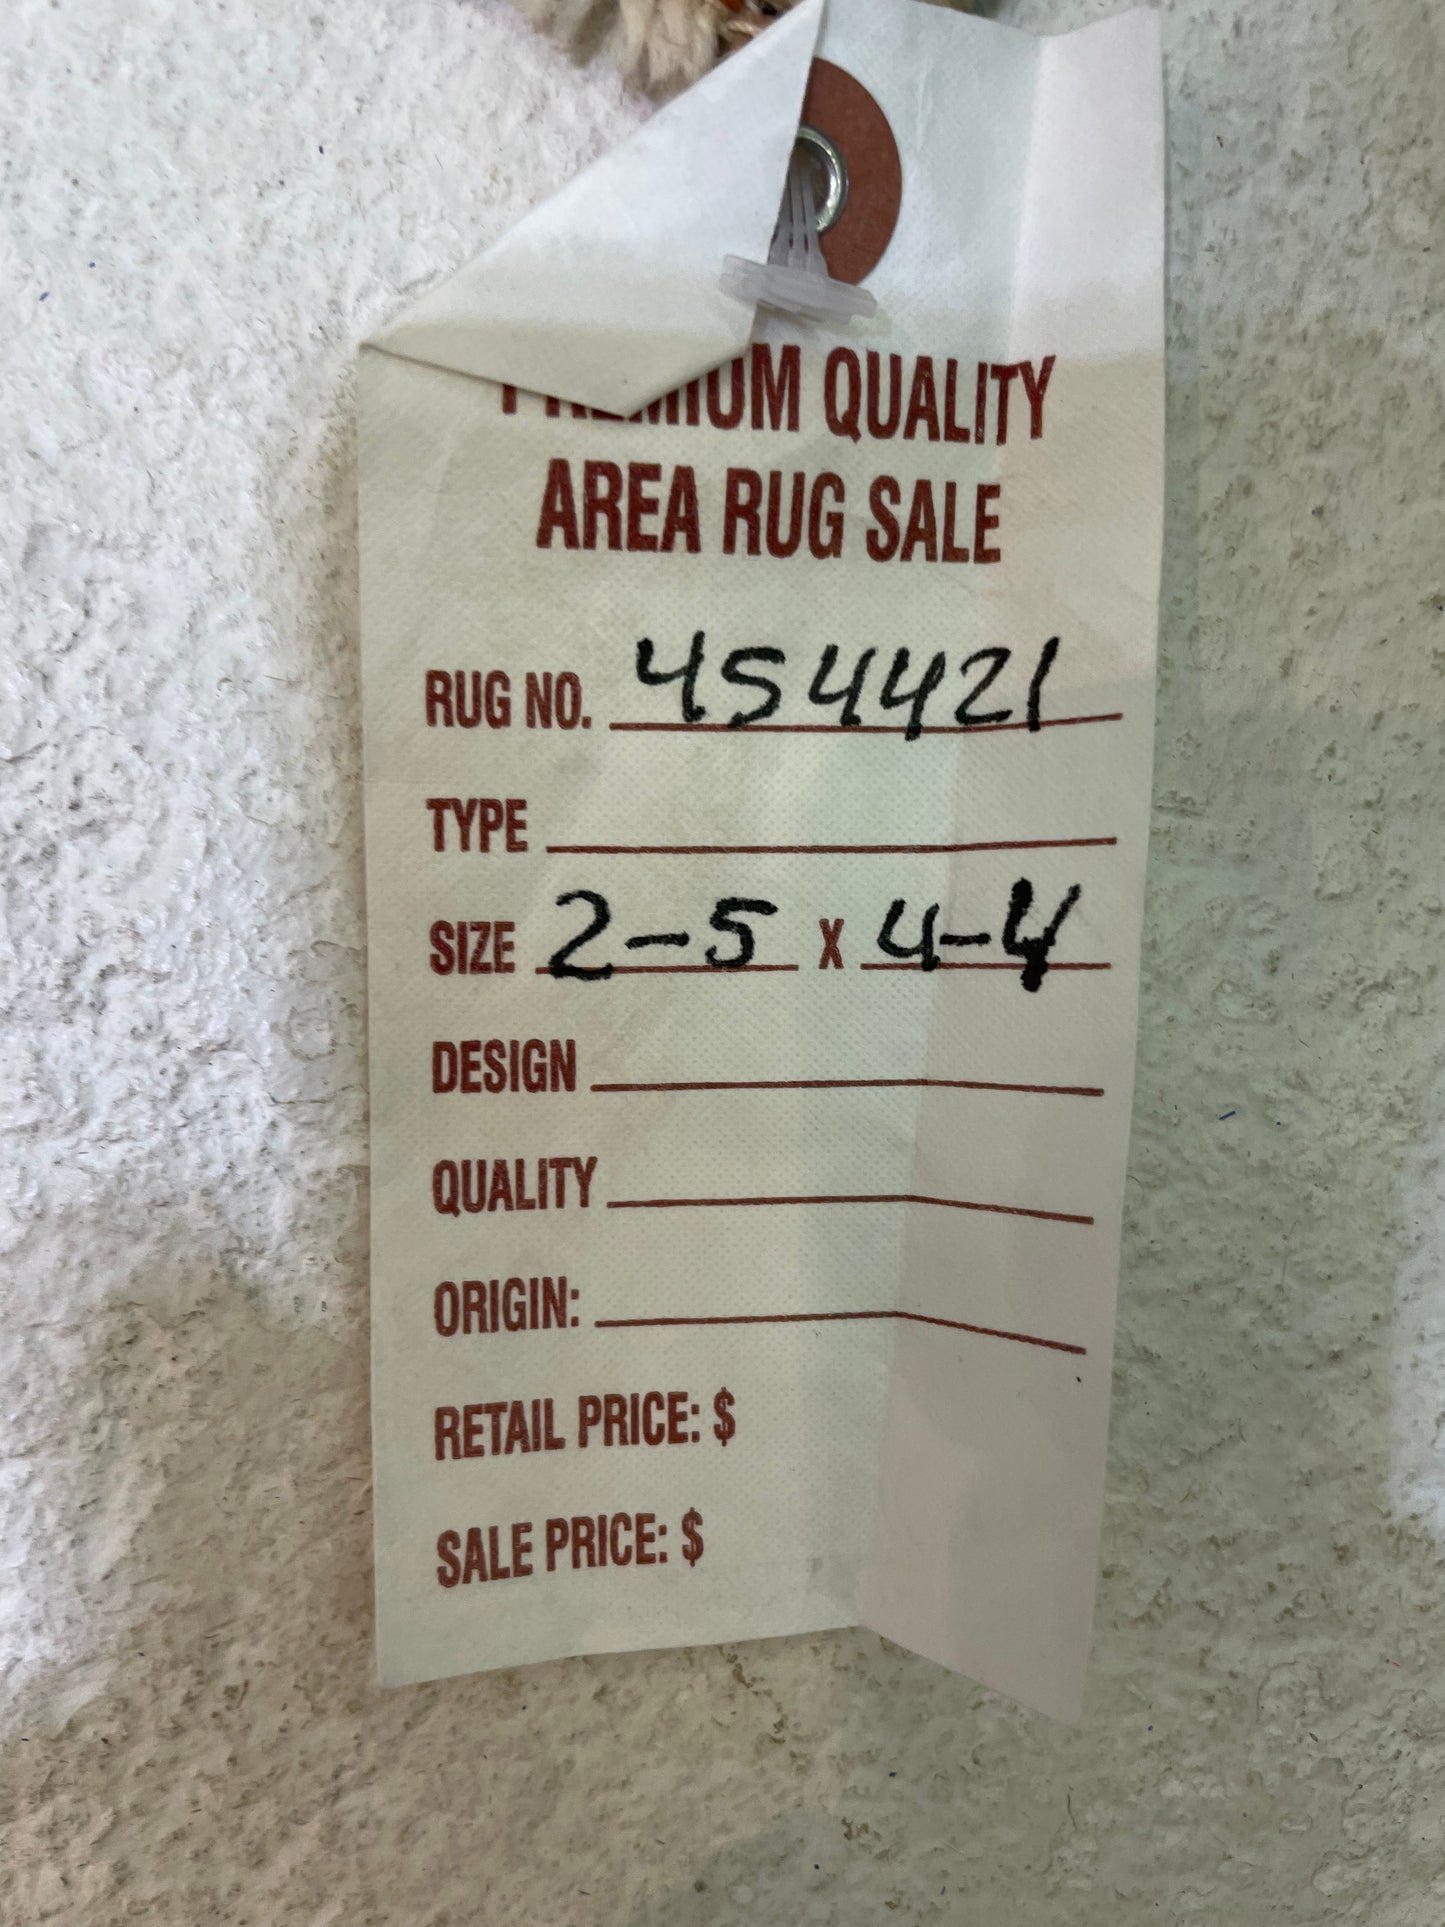 PREMIUM QUALITY
AREA RUG SALE
RUG NO. 454421
TYPE
SIZE 2-5 X 4-4
DESIGN
QUALITY
ORIGIN:
RETAIL PRICE: $
SALE PRICE: $